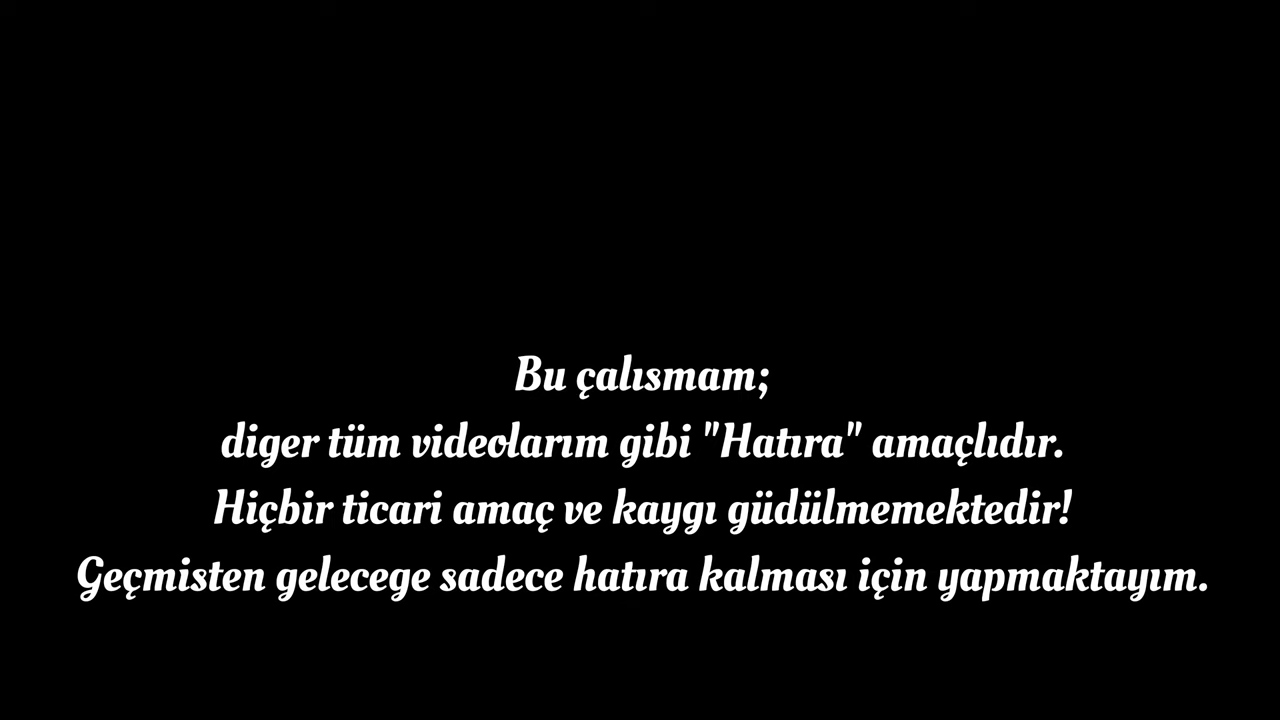 Bu çalısmam;
diger tüm videolarım gibi "Hatıra" amaçlıdır.
Hiçbir ticari amaç ve kaygı güdülmemektedir!
Geçmisten gelecege sadece hatıra kalması için yapmaktayım.